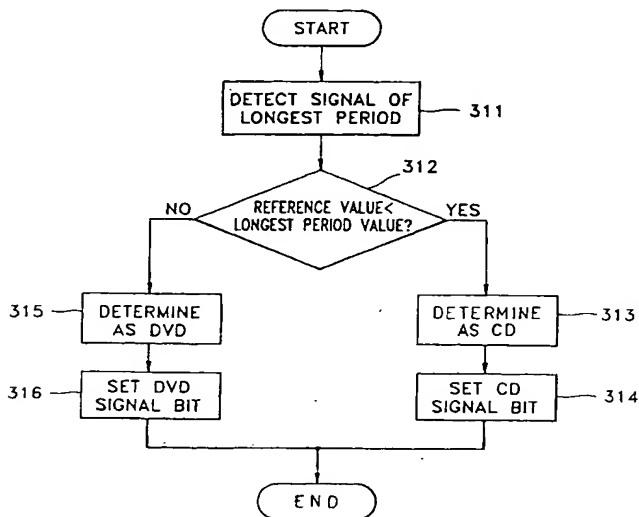 START
DETECT SIGNAL OF
LONGEST PERIOD
311
312
REFERENCE VALUE<
LONGEST PERIOD VALUE?
NO
YES
315
DETERMINE
AS DVD
DETERMINE
AS CD
313
316
SET DVD
SIGNAL BIT
SET CD
SIGNAL BIT
314
END